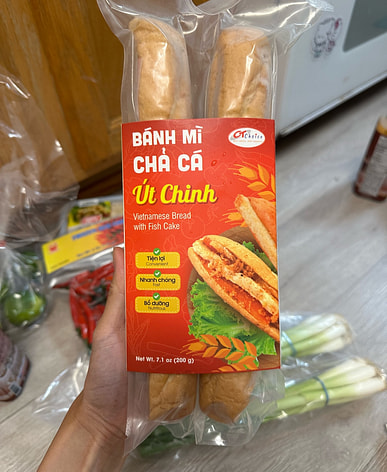 BÁNH MÌ
CHẢ CÁ
Út Chinh
Vietnamese Bread
with Fish Cake
Tiện lợi
Convenient
Nhanh chóng
Fast
Bổ dưỡng
Nutritious
Net Wt. 7.1 oz (200 g)